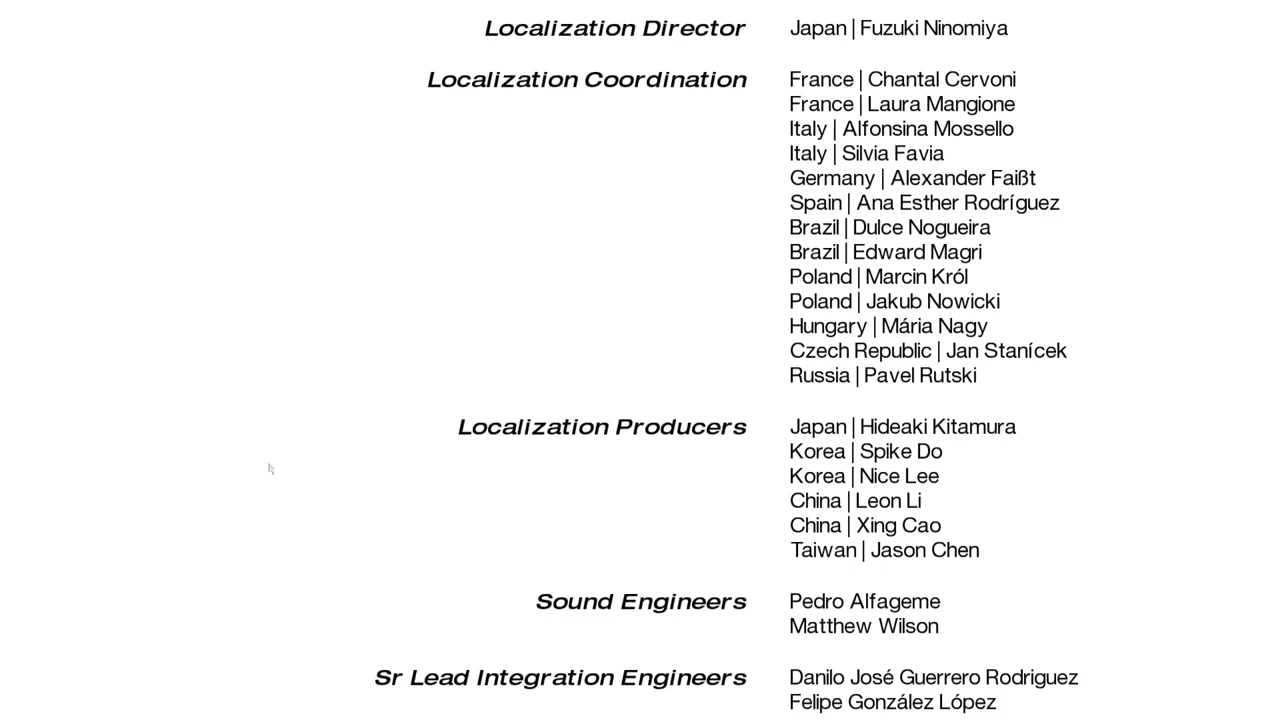 Localization Director Japan | Fuzuki Ninomiya
Localization Coordination France | Chantal Cervoni
France | Laura Mangione
Italy | Alfonsina Mossello
Italy | Silvia Favia
Germany | Alexander Faißt
Spain | Ana Esther Rodríguez
Brazil | Dulce Nogueira
Brazil | Edward Magri
Poland | Marcin Król
Poland | Jakub Nowicki
Hungary | Mária Nagy
Czech Republic | Jan Stanícek
Russia | Pavel Rutski
Localization Producers Japan | Hideaki Kitamura
Korea | Spike Do
Korea | Nice Lee
China | Leon Li
China | Xing Cao
Taiwan | Jason Chen
Sound Engineers Pedro Alfageme
Matthew Wilson
Sr Lead Integration Engineers Danilo José Guerrero Rodriguez
Felipe González López